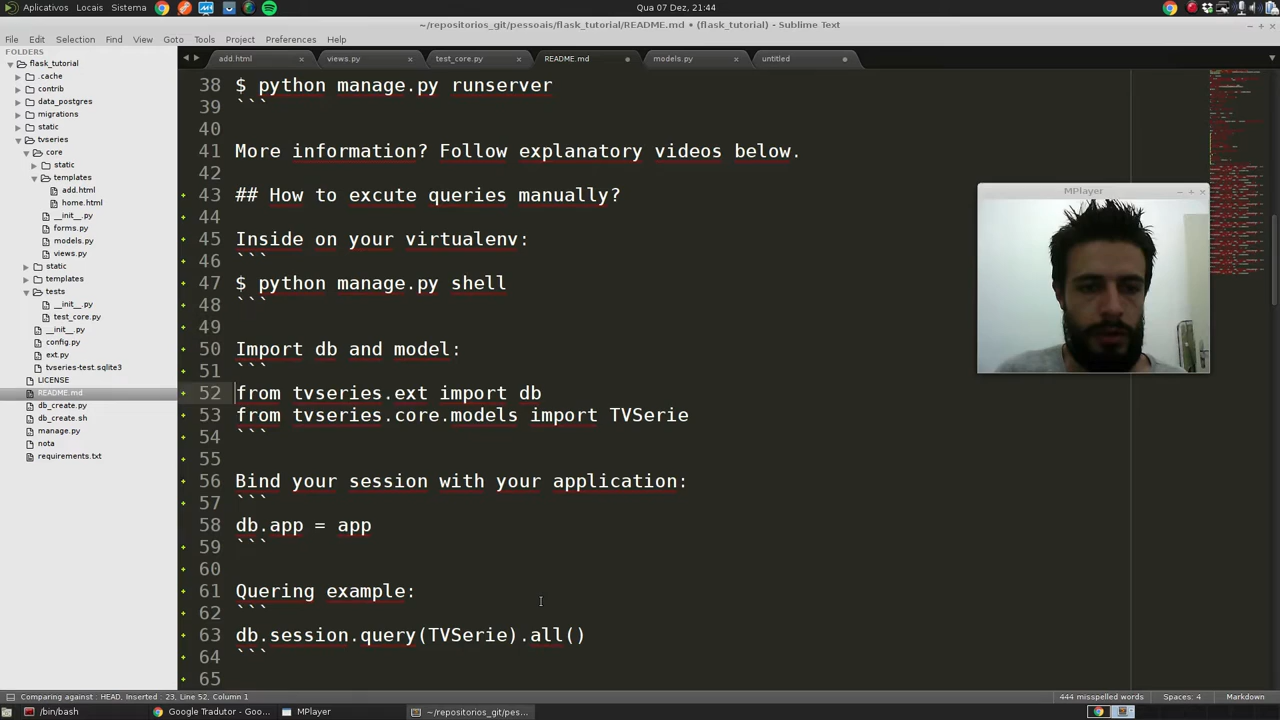 Aplicativos Locais Sistema Qua 07 Dez, 21:44
~/repositorios_git/pessoais/flask_tutorial/README.md • (flask_tutorial) - Sublime Text
File Edit Selection Find View Goto Tools Project Preferences Help
FOLDERS
flask_tutorial
.cache
contrib
data_postgres
migrations
static
tvseries
core
static
templates
add.html
home.html
__init__.py
forms.py
models.py
views.py
static
templates
tests
__init__.py
test_core.py
__init__.py
config.py
ext.py
tvseries-test.sqlite3
LICENSE
README.md
db_create.py
db_create.sh
manage.py
nota
requirements.txt
add.html views.py test_core.py README.md models.py untitled
38 $ python manage.py runserver
39 ```
40
41 More information? Follow explanatory videos below.
42
43 ## How to excute queries manually?
44
45 Inside on your virtualenv:
46 ```
47 $ python manage.py shell
48 ```
49
50 Import db and model:
51 ```
52 from tvseries.ext import db
53 from tvseries.core.models import TVSerie
54 ```
55
56 Bind your session with your application:
57 ```
58 db.app = app
59 ```
60
61 Quering example:
62 ```
63 db.session.query(TVSerie).all()
64 ```
65
MPlayer
Comparing against : HEAD, Inserted : 23, Line 52, Column 1 444 misspelled words Spaces: 4 Markdown
/bin/bash Google Tradutor - Go... MPlayer ~/repositorios_git/pes...